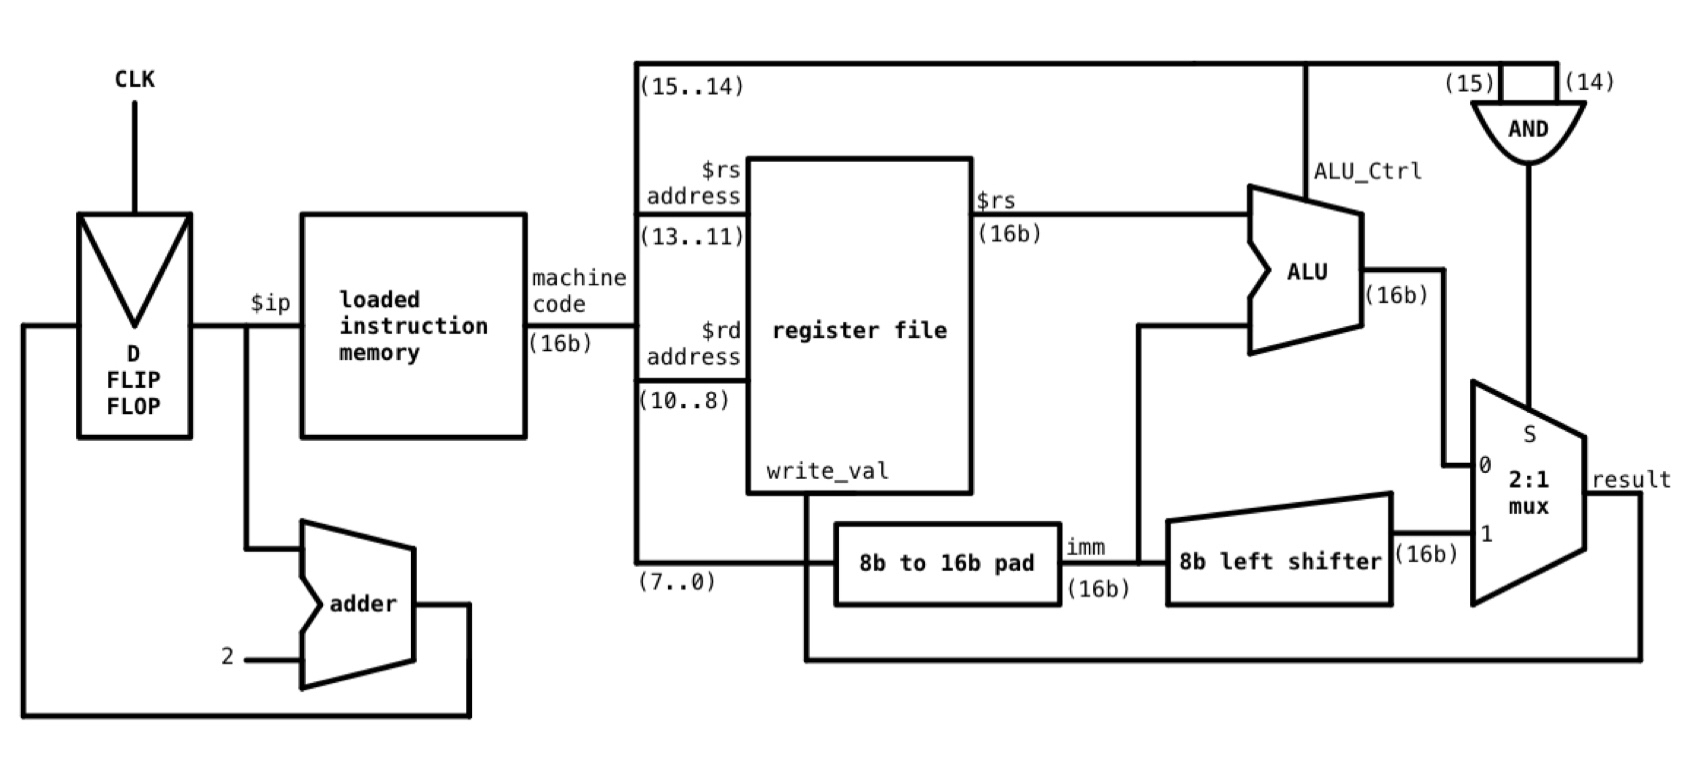 CLK
D
FLIP
FLOP
$ip
loaded
instruction
memory
machine
code
(16b)
adder
2
(15..14)
$rs
address
(13..11)
$rd
address
(10..8)
(7..0)
register file
write_val
$rs
(16b)
8b to 16b pad
imm
(16b)
8b left shifter
(16b)
ALU_Ctrl
ALU
(16b)
(15)
(14)
AND
S
0
2:1
mux
1
result